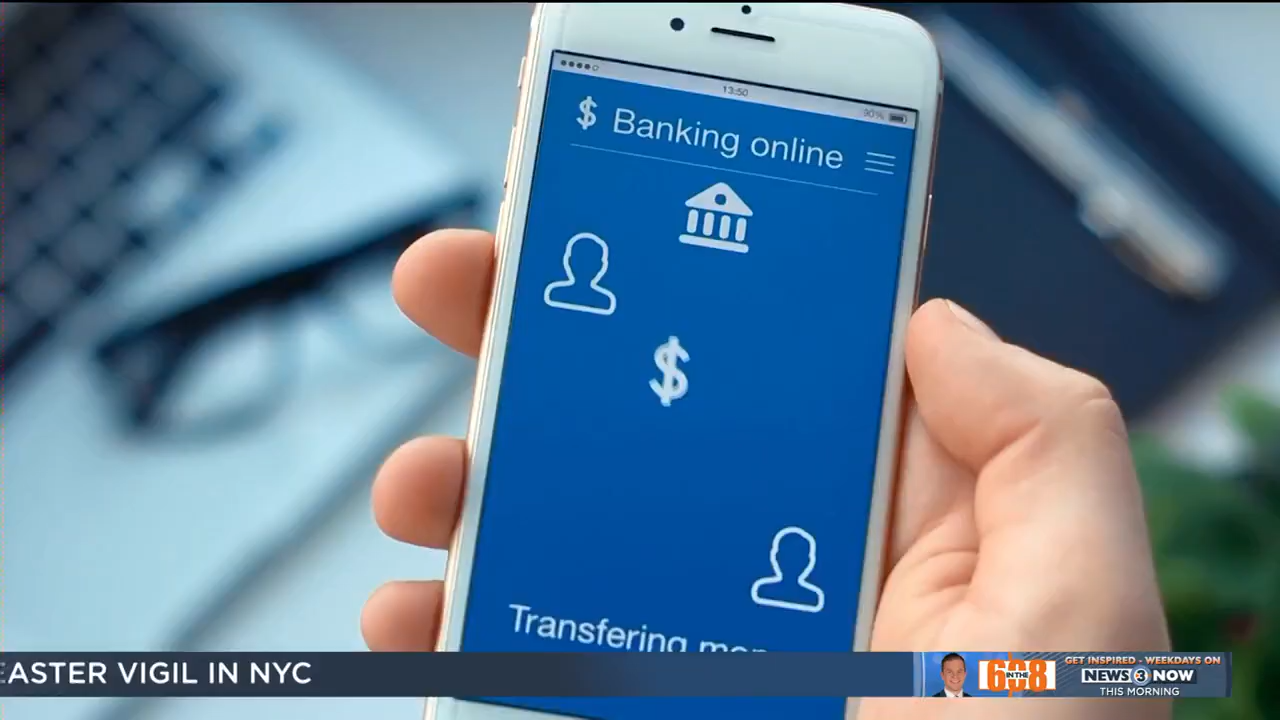 13:50
90%
$ Banking online
$
Transfering
EASTER VIGIL IN NYC
6 IN THE 608
GET INSPIRED - WEEKDAYS ON
NEWS 3 NOW
THIS MORNING